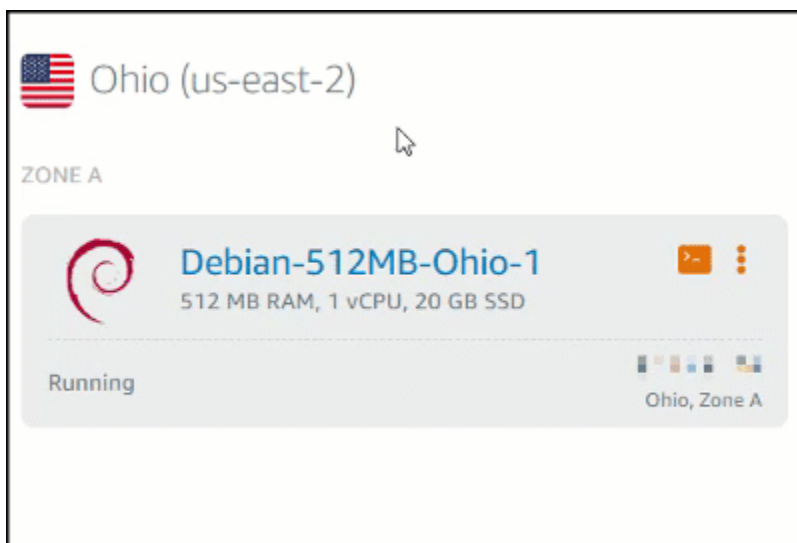 Ohio (us-east-2)
ZONE A
Debian-512MB-Ohio-1
512 MB RAM, 1 vCPU, 20 GB SSD
Running
Ohio, Zone A